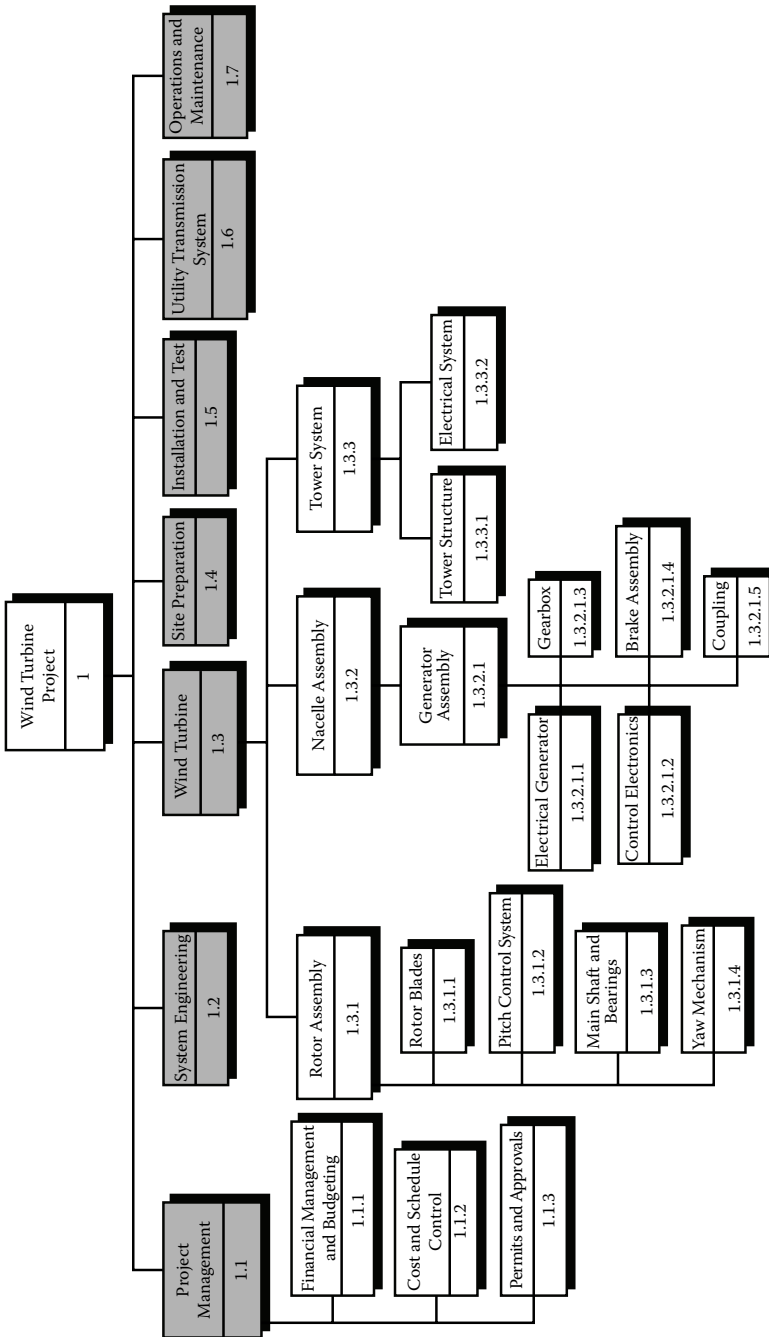 Wind Turbine
Project
1
Project
Management
1.1
System Engineering
1.2
Wind Turbine
1.3
Site Preparation
1.4
Installation and Test
1.5
Utility Transmission
System
1.6
Operations and
Maintenance
1.7
Financial Management
and Budgeting
1.1.1
Cost and Schedule
Control
1.1.2
Permits and Approvals
1.1.3
Rotor Assembly
1.3.1
Rotor Blades
1.3.1.1
Pitch Control System
1.3.1.2
Main Shaft and
Bearings
1.3.1.3
Yaw Mechanism
1.3.1.4
Nacelle Assembly
1.3.2
Generator
Assembly
1.3.2.1
Electrical Generator
1.3.2.1.1
Control Electronics
1.3.2.1.2
Gearbox
1.3.2.1.3
Brake Assembly
1.3.2.1.4
Coupling
1.3.2.1.5
Tower System
1.3.3
Tower Structure
1.3.3.1
Electrical System
1.3.3.2